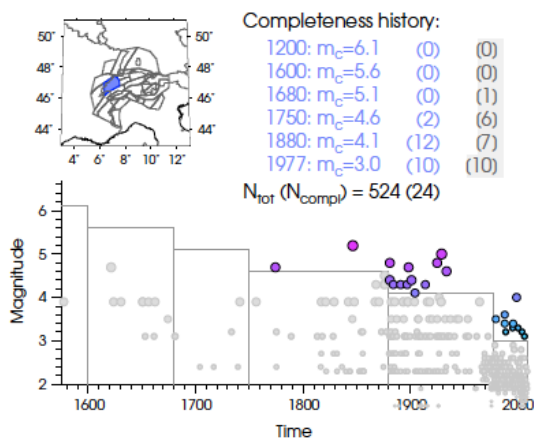 Completeness history:
50° 50°
48° 48°
46° 46°
44° 44°
4° 6° 8° 10° 12°
1200: mc=6.1 (0) (0)
1600: mc=5.6 (0) (0)
1680: mc=5.1 (0) (1)
1750: mc=4.6 (2) (6)
1880: mc=4.1 (12) (7)
1977: mc=3.0 (10) (10)
Ntot (Ncompl) = 524 (24)
Magnitude
6
5
4
3
2
1600 1700 1800 1900 2000
Time